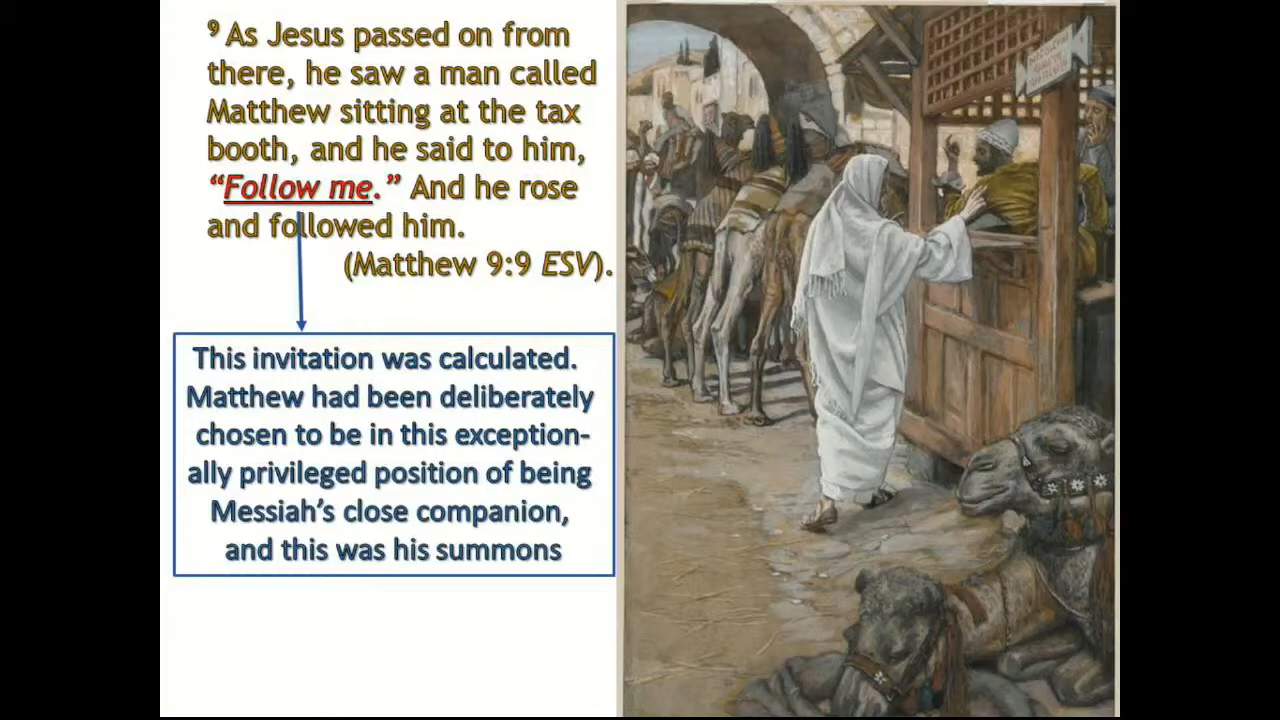 9 As Jesus passed on from
there, he saw a man called
Matthew sitting at the tax
booth, and he said to him,
“Follow me.” And he rose
and followed him.
(Matthew 9:9 ESV).
This invitation was calculated.
Matthew had been deliberately
chosen to be in this exception-
ally privileged position of being
Messiah’s close companion,
and this was his summons